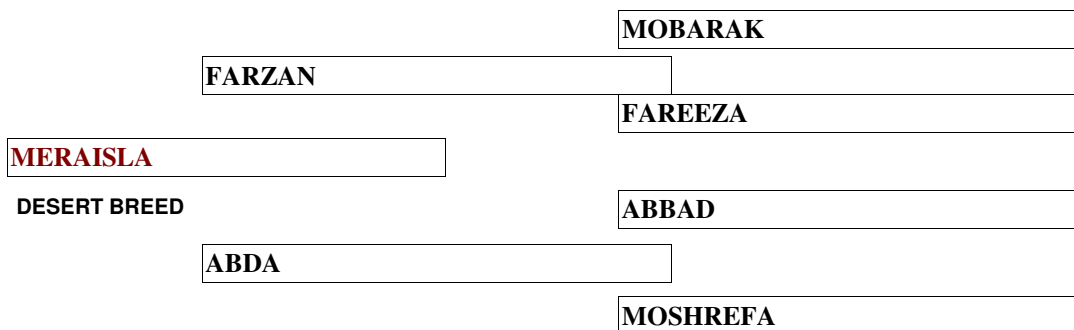 MOBARAK
FARZAN
FAREEZA
MERAISLA
DESERT BREED
ABBAD
ABDA
MOSHREFA